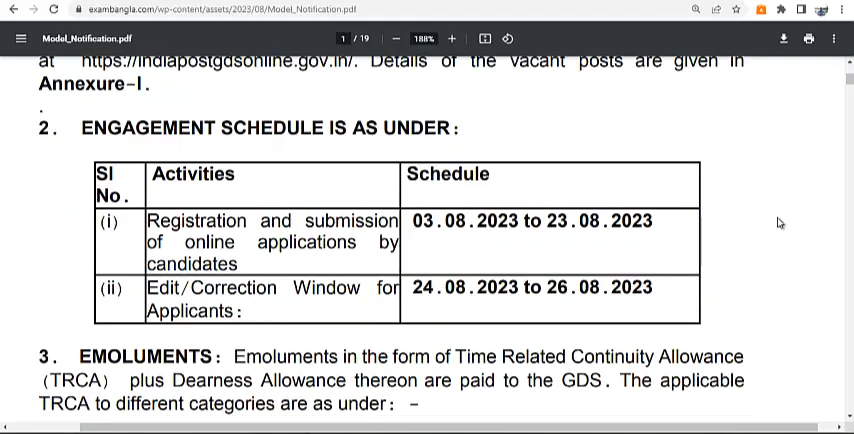 exambangla.com/wp-content/assets/2023/08/Model_Notification.pdf
Model_Notification.pdf
1 / 19
188%
at https://indiapostgdsonline.gov.in/. Details of the vacant posts are given in
Annexure-I.
.
2. ENGAGEMENT SCHEDULE IS AS UNDER:
Sl No. Activities Schedule
(i) Registration and submission of online applications by candidates 03.08.2023 to 23.08.2023
(ii) Edit/Correction Window for Applicants: 24.08.2023 to 26.08.2023
3. EMOLUMENTS: Emoluments in the form of Time Related Continuity Allowance
(TRCA) plus Dearness Allowance thereon are paid to the GDS. The applicable
TRCA to different categories are as under: -